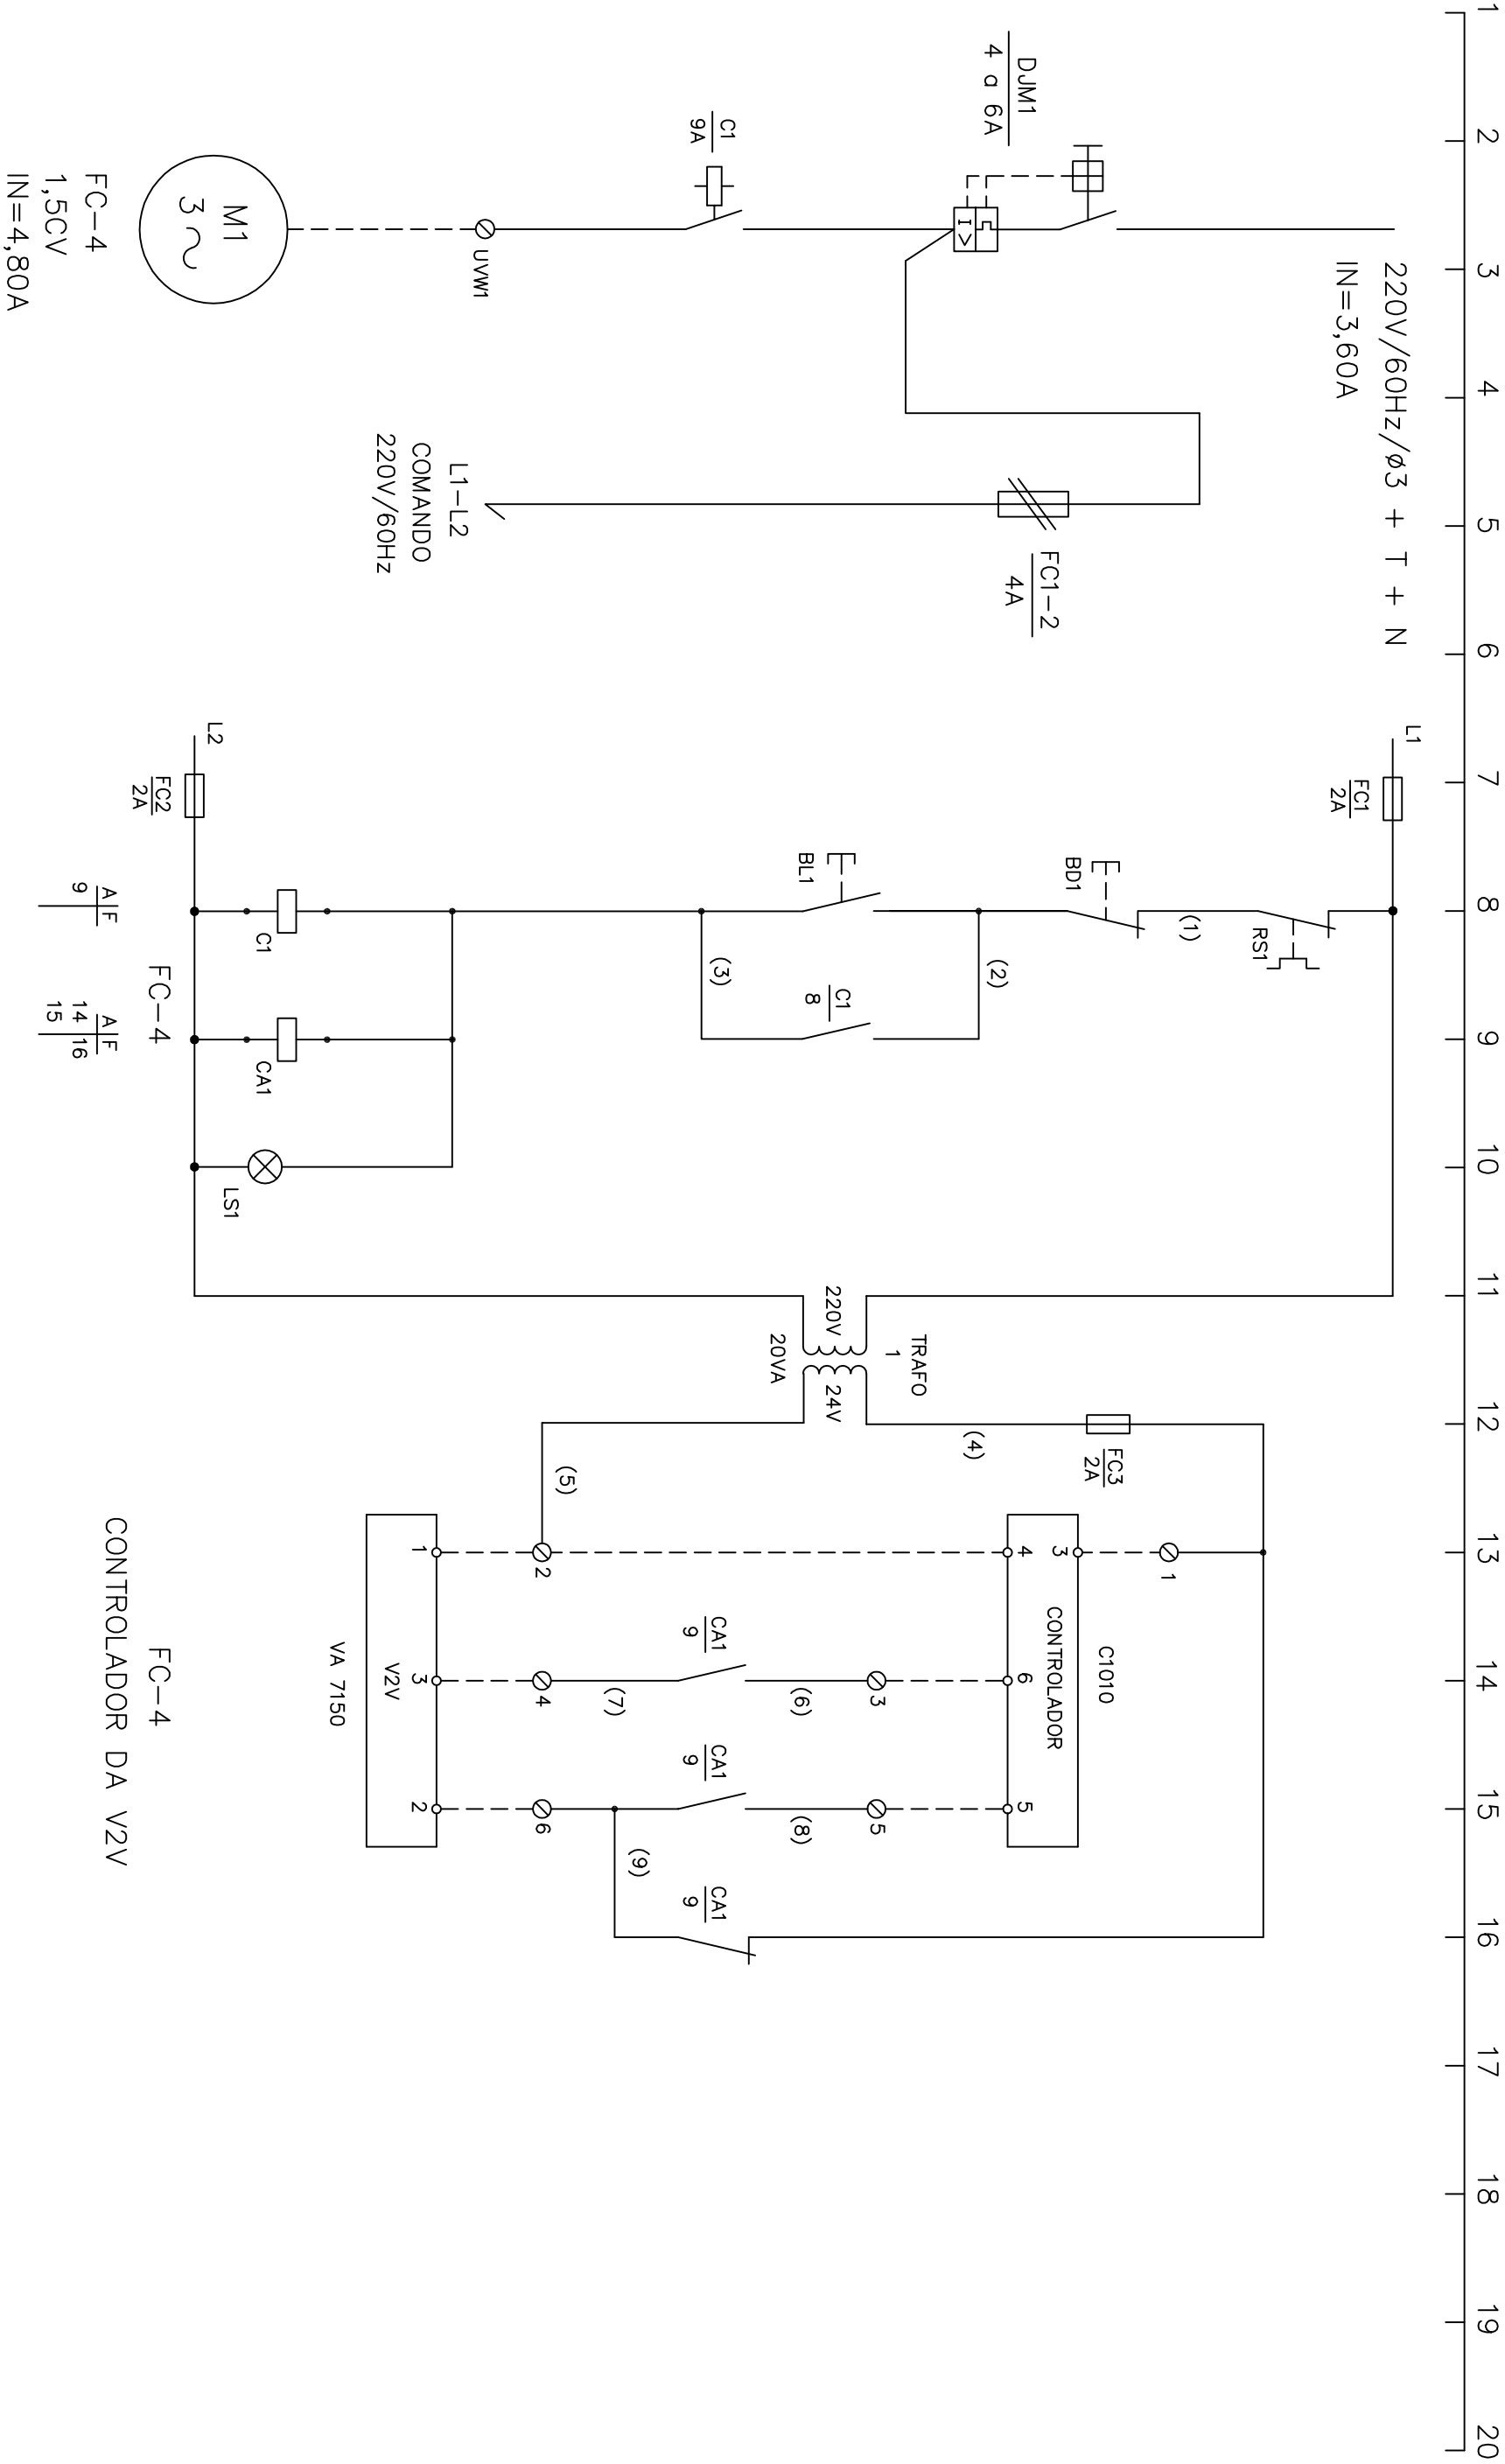 1 2 3 4 5 6 7 8 9 10 11 12 13 14 15 16 17 18 19 20
220V/60Hz/ø3 + T + N
IN=3,60A
DJM1
4 a 6A
I >
C1
9A
UVW1
M1
3
FC-4
1,5CV
IN=4,80A
FC1-2
4A
L1-L2
COMANDO
220V/60Hz
L1
FC1
2A
RS1
(1)
BD1
(2)
BL1
C1
8
(3)
C1
CA1
LS1
L2
FC2
2A
A F
9
FC-4
A F
14 16
15
TRAFO
1
220V
24V
20VA
(4)
FC3
2A
(5)
1
3
C1010
CONTROLADOR
4
6
5
3
5
(6)
(8)
CA1
9
CA1
9
CA1
9
(7)
(9)
2
4
6
1
3
2
V2V
VA 7150
FC-4
CONTROLADOR DA V2V